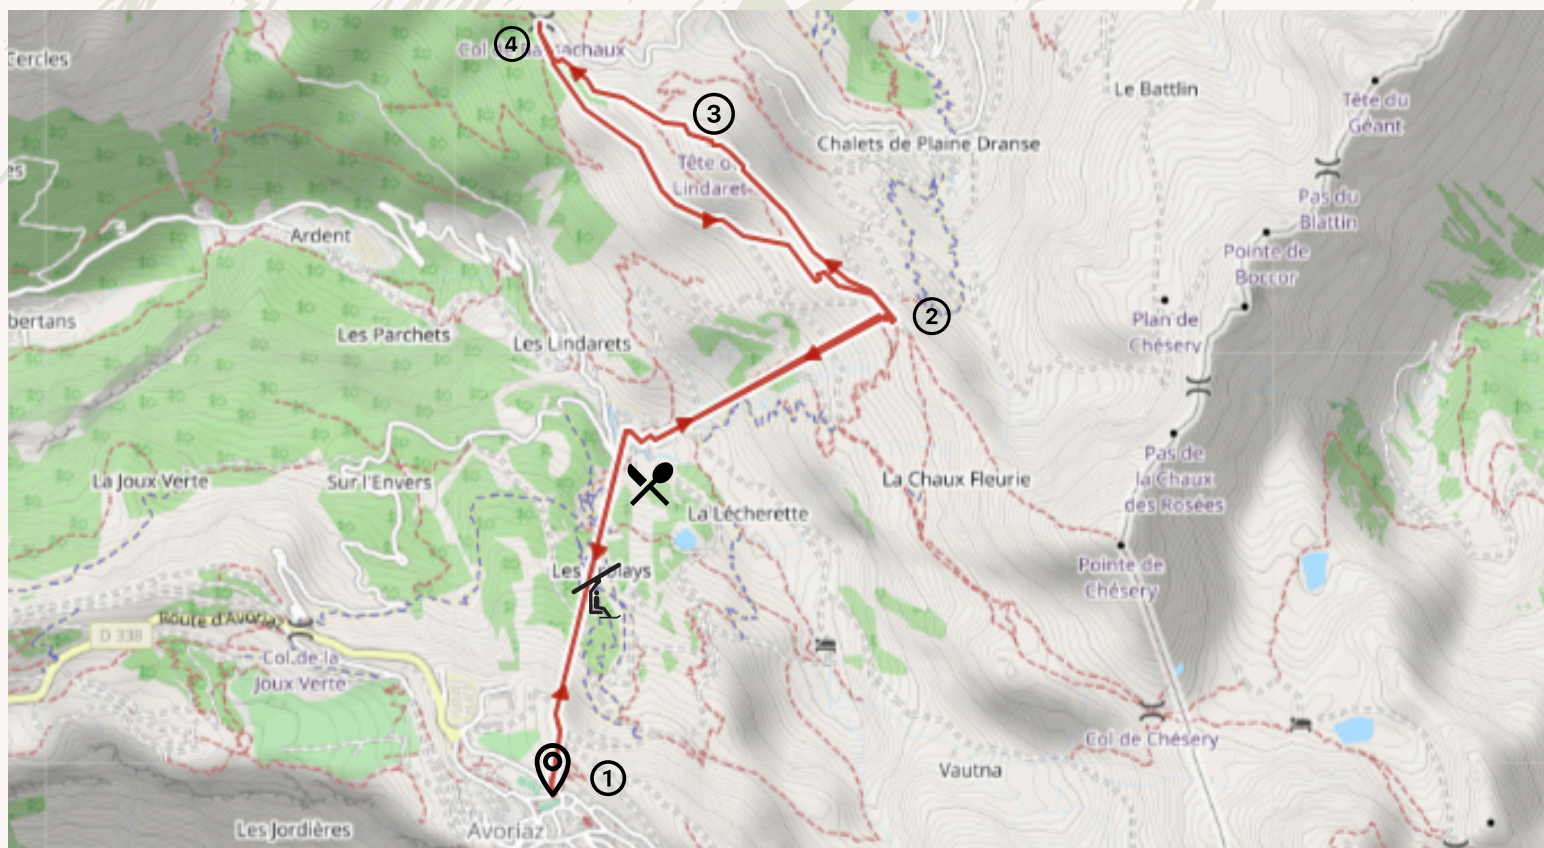 Cercles
4
Col de Bassachaux
Le Battlin
Tête du
Géant
3
Chalets de Plaine Dranse
Tête
Lindaret
Pas du
Blattin
Ardent
Pointe de
Boccor
bertans
Les Parchets
Les Lindarets
2
Plan de
Chésery
La Joux Verte
Sur l'Envers
La Chaux Fleurie
Pas de
la Chaux
des Rosées
La Lécherette
Les
Pointe de
Chésery
Route d'Avoriaz
D 338
Col de la
Joux Verte
Col de Chésery
Vautna
1
Les Jordières
Avoriaz